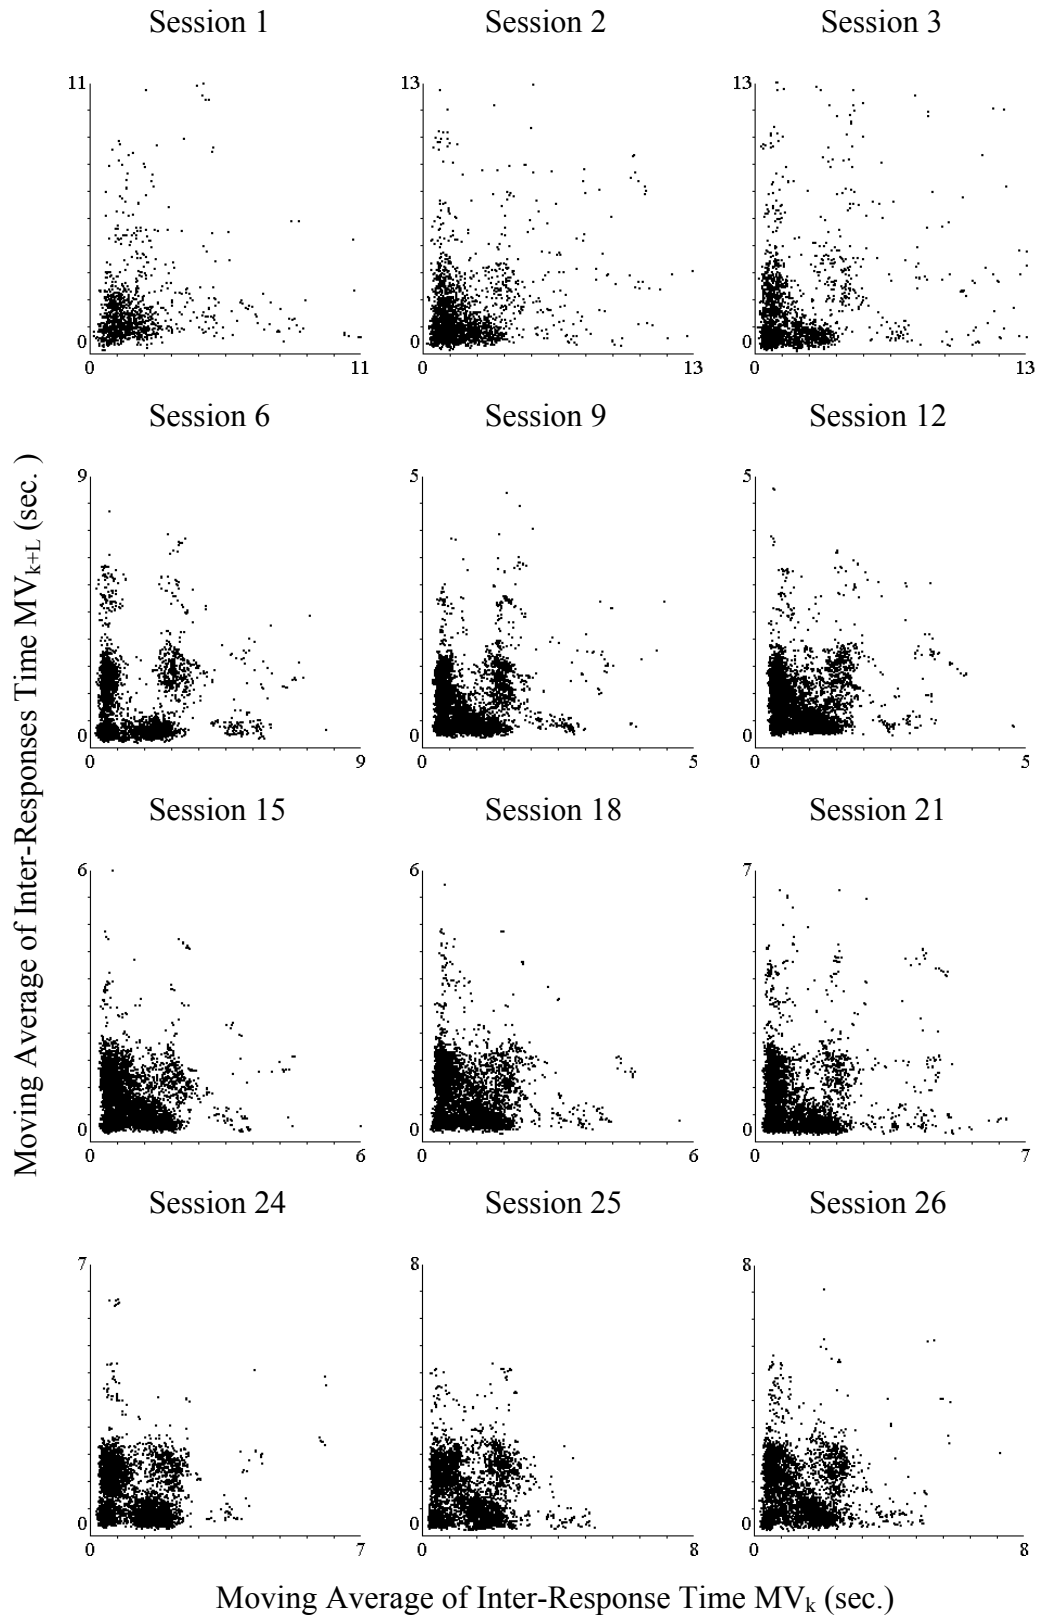 Session 1 Session 2 Session 3
11 13 13
0 0 0
0 11 0 13 0 13
Session 6 Session 9 Session 12
9 5 5
0 0 0
0 9 0 5 0 5
Session 15 Session 18 Session 21
6 6 7
0 0 0
0 6 0 6 0 7
Session 24 Session 25 Session 26
7 8 8
0 0 0
0 7 0 8 0 8
Moving Average of Inter-Responses Time MVk+L (sec. )
Moving Average of Inter-Response Time MVk (sec.)